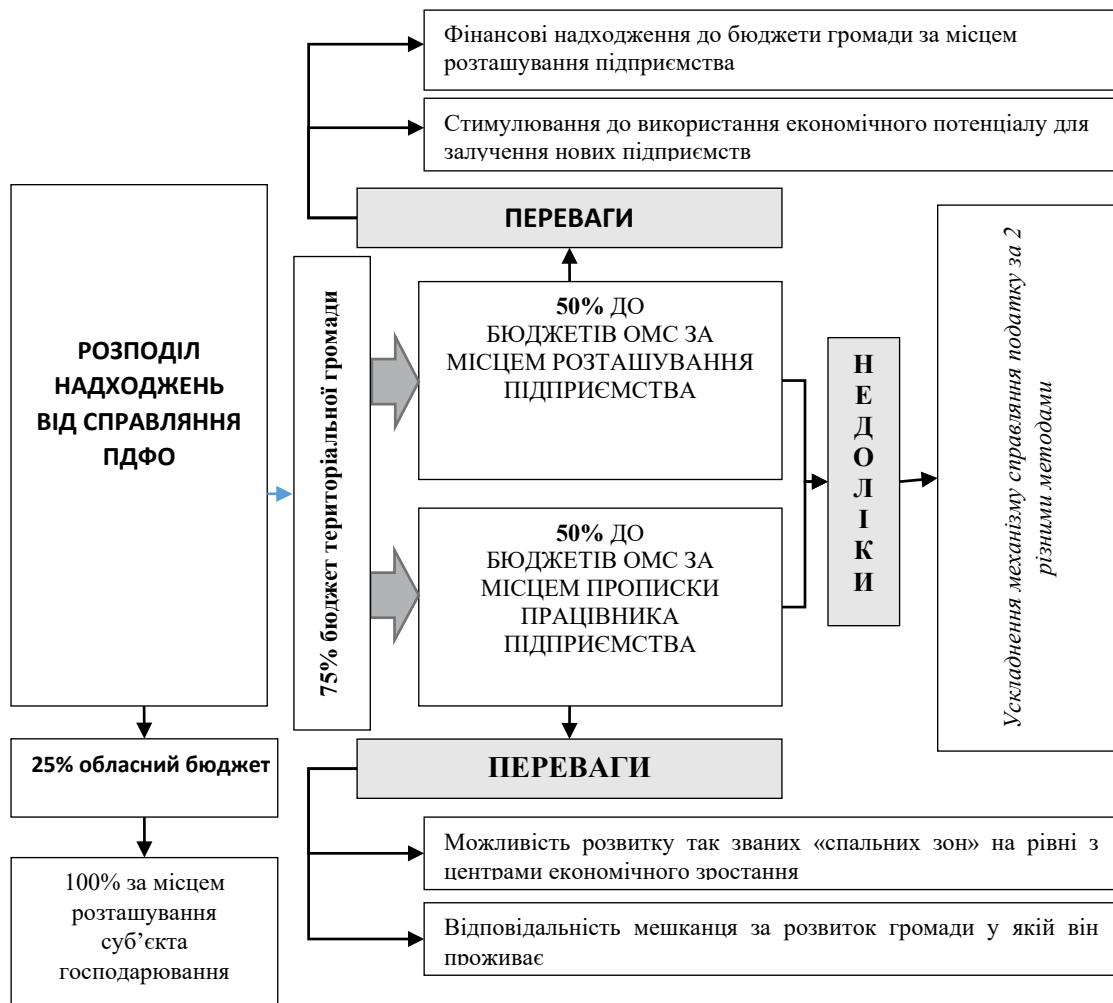 Фінансові надходження до бюджети громади за місцем
розташування підприємства
Стимулювання до використання економічного потенціалу для
залучення нових підприємств
ПЕРЕВАГИ
РОЗПОДІЛ
НАДХОДЖЕНЬ
ВІД СПРАВЛЯННЯ
ПДФО
75% бюджет територіальної громади
50% ДО
БЮДЖЕТІВ ОМС ЗА
МІСЦЕМ РОЗТАШУВАННЯ
ПІДПРИЄМСТВА
50% ДО
БЮДЖЕТІВ ОМС ЗА
МІСЦЕМ ПРОПИСКИ
ПРАЦІВНИКА
ПІДПРИЄМСТВА
НЕДОЛІКИ
Ускладнення механізму справляння податку за 2
різними методами
25% обласний бюджет
ПЕРЕВАГИ
100% за місцем
розташування
суб’єкта
господарювання
Можливість розвитку так званих «спальних зон» на рівні з
центрами економічного зростання
Відповідальність мешканця за розвиток громади у якій він
проживає